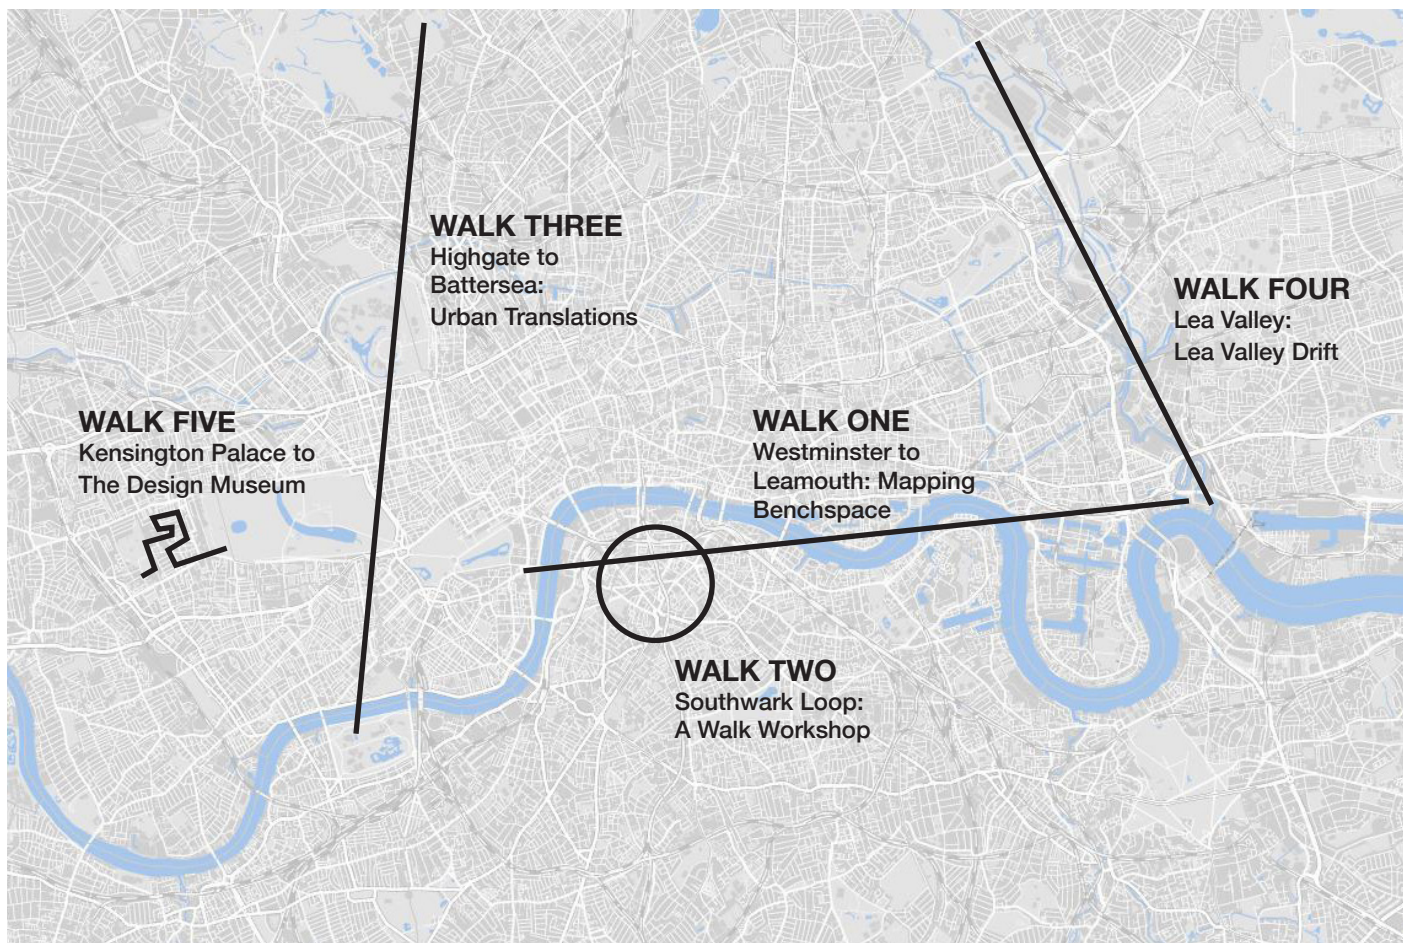 WALK THREE
Highgate to
Battersea:
Urban Translations
WALK FOUR
Lea Valley:
Lea Valley Drift
WALK FIVE
Kensington Palace to
The Design Museum
WALK ONE
Westminster to
Leamouth: Mapping
Benchspace
WALK TWO
Southwark Loop:
A Walk Workshop